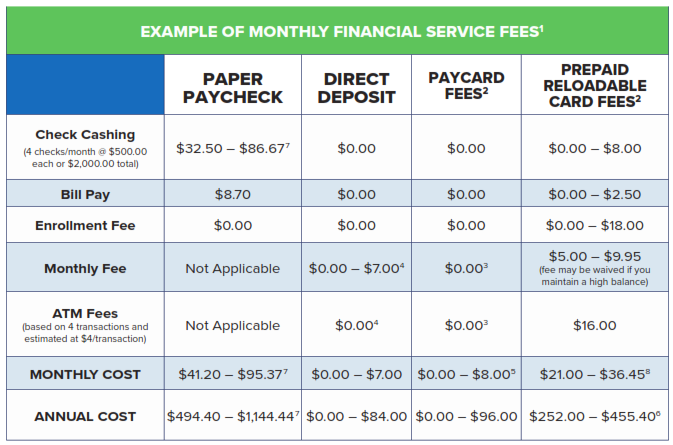 EXAMPLE OF MONTHLY FINANCIAL SERVICE FEES¹
PAPER PAYCHECK
DIRECT DEPOSIT
PAYCARD FEES²
PREPAID RELOADABLE CARD FEES²
Check Cashing
(4 checks/month @ $500.00
each or $2,000.00 total)
$32.50 – $86.67⁷ $0.00 $0.00 $0.00 – $8.00
Bill Pay $8.70 $0.00 $0.00 $0.00 – $2.50
Enrollment Fee $0.00 $0.00 $0.00 $0.00 – $18.00
Monthly Fee Not Applicable $0.00 – $7.00⁴ $0.00³ $5.00 – $9.95
(fee may be waived if you
maintain a high balance)
ATM Fees
(based on 4 transactions and
estimated at $4/transaction)
Not Applicable $0.00⁴ $0.00³ $16.00
MONTHLY COST $41.20 – $95.37⁷ $0.00 – $7.00 $0.00 – $8.00⁵ $21.00 – $36.45⁸
ANNUAL COST $494.40 – $1,144.44⁷ $0.00 – $84.00 $0.00 – $96.00 $252.00 – $455.40⁶